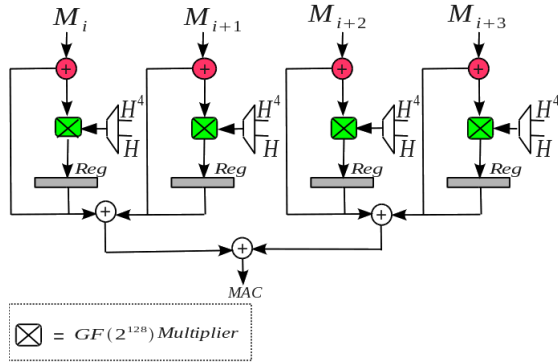 M_i M_{i+1} M_{i+2} M_{i+3}
+ + + +
H^4 H^4 H^4 H^4
H H H H
Reg Reg Reg Reg
+ +
+
MAC
= GF(2^{128}) Multiplier